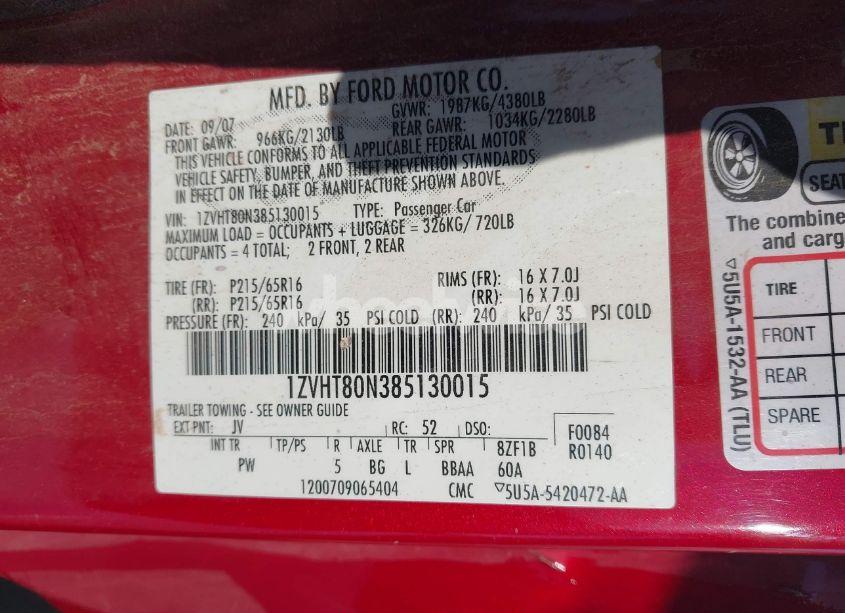 MFD. BY FORD MOTOR CO.
DATE: 09/07 GVWR: 1987KG/4380LB
FRONT GAWR: 966KG/2130LB REAR GAWR: 1034KG/2280LB
THIS VEHICLE CONFORMS TO ALL APPLICABLE FEDERAL MOTOR
VEHICLE SAFETY, BUMPER, AND THEFT PREVENTION STANDARDS
IN EFFECT ON THE DATE OF MANUFACTURE SHOWN ABOVE.
VIN: 1ZVHT80N385130015 TYPE: Passenger Car
MAXIMUM LOAD = OCCUPANTS + LUGGAGE = 326KG/ 720LB
OCCUPANTS = 4 TOTAL; 2 FRONT, 2 REAR
TIRE (FR): P215/65R16 RIMS (FR): 16 X 7.0J
(RR): P215/65R16 (RR): 16 X 7.0J
PRESSURE (FR): 240 kPa/ 35 PSI COLD (RR): 240 kPa/ 35 PSI COLD
1ZVHT80N385130015
TRAILER TOWING - SEE OWNER GUIDE
EXT PNT: JV RC: 52 DSO: F0084
INT TR TP/PS R AXLE TR SPR 8ZF1B R0140
PW 5 BG L BBAA 60A
1200709065404 CMC ▽5U5A-5420472-AA
▽5U5A-1532-AA (TLU)
SEAT
The combine
and carg
TIRE
FRONT
REAR
SPARE